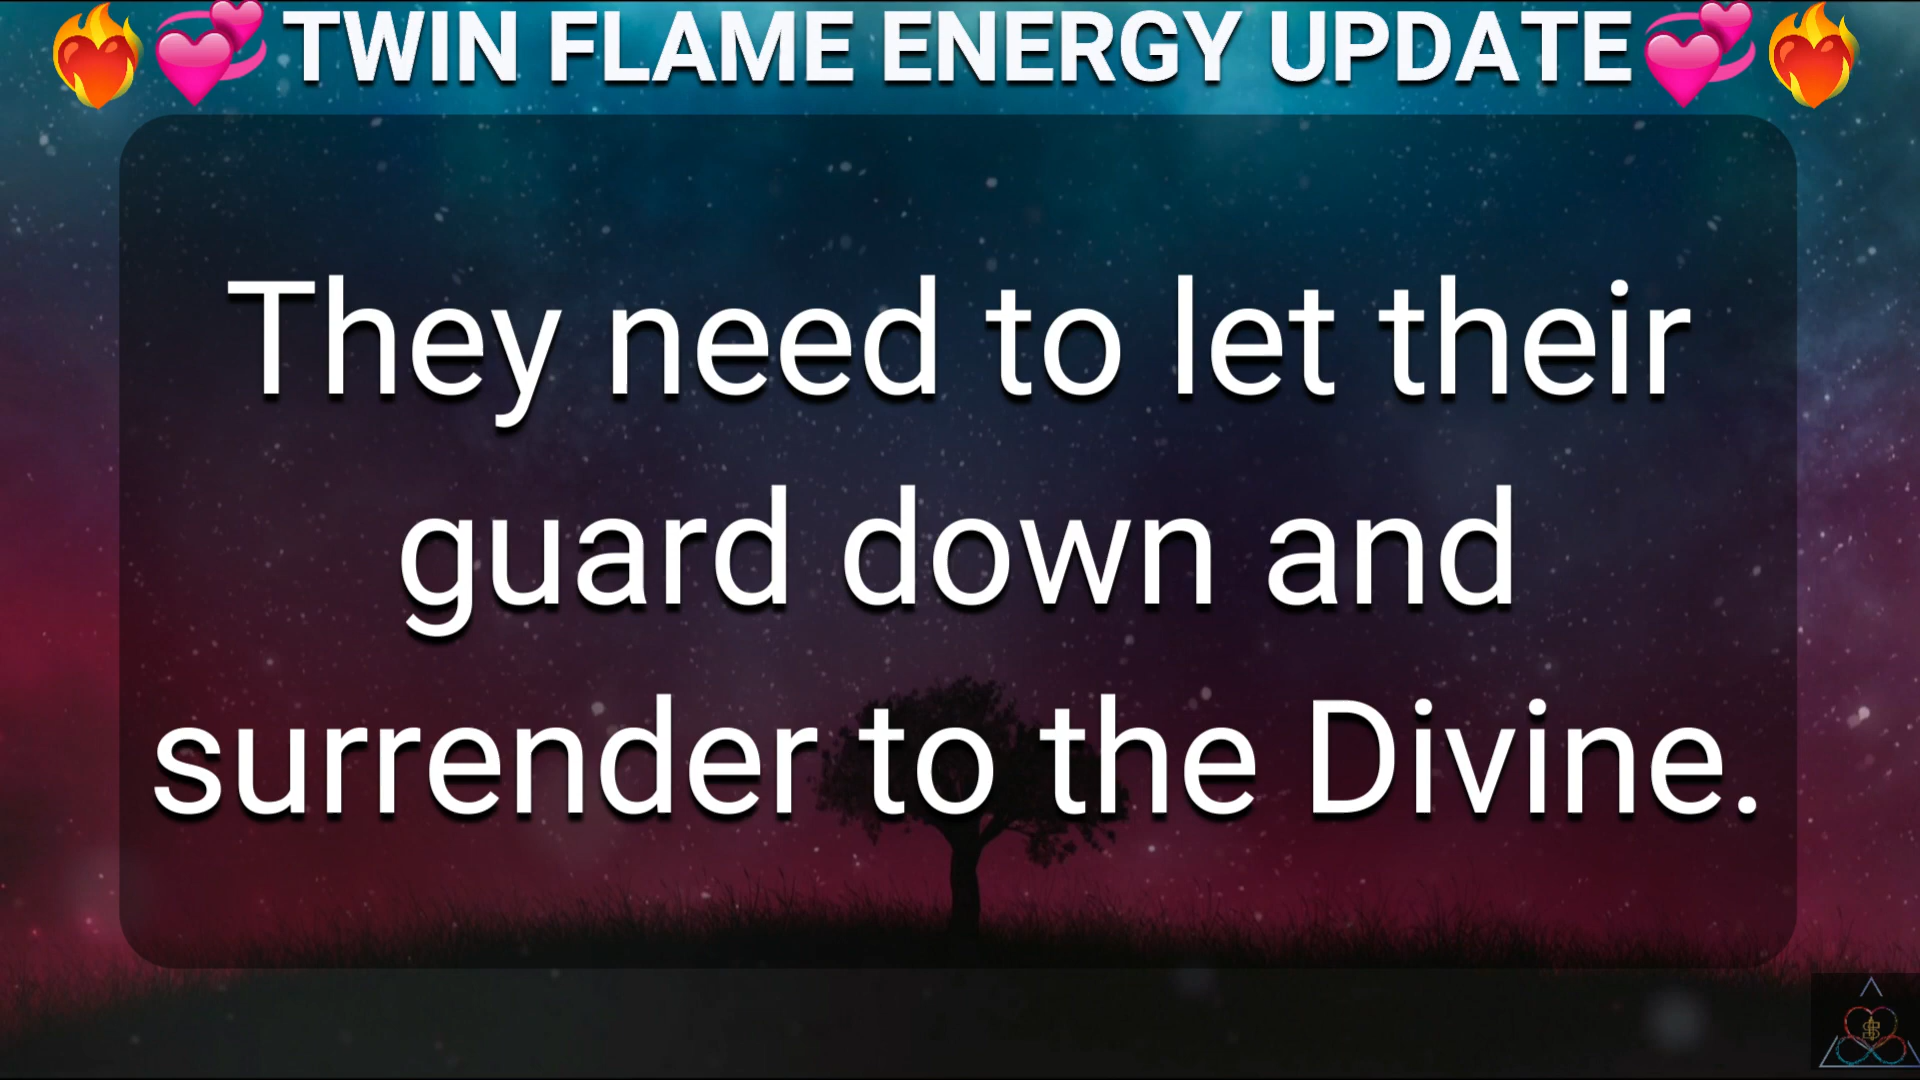 ❤️‍🔥💞TWIN FLAME ENERGY UPDATE💞❤️‍🔥
They need to let their
guard down and
surrender to the Divine.